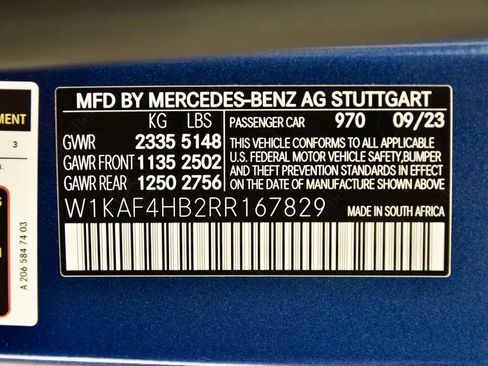 MFD BY MERCEDES-BENZ AG STUTTGART
KG LBS
GVWR 2335 5148
GAWR FRONT 1135 2502
GAWR REAR 1250 2756
PASSENGER CAR 970 09/23
THIS VEHICLE CONFORMS TO ALL APPLICABLE
U.S. FEDERAL MOTOR VEHICLE SAFETY, BUMPER
AND THEFT PREVENTION STANDARDS IN EFFECT
ON THE DATE OF MANUFACTURE SHOWN ABOVE
W1KAF4HB2RR167829 MADE IN SOUTH AFRICA
MENT
3
A 206 584 74 03